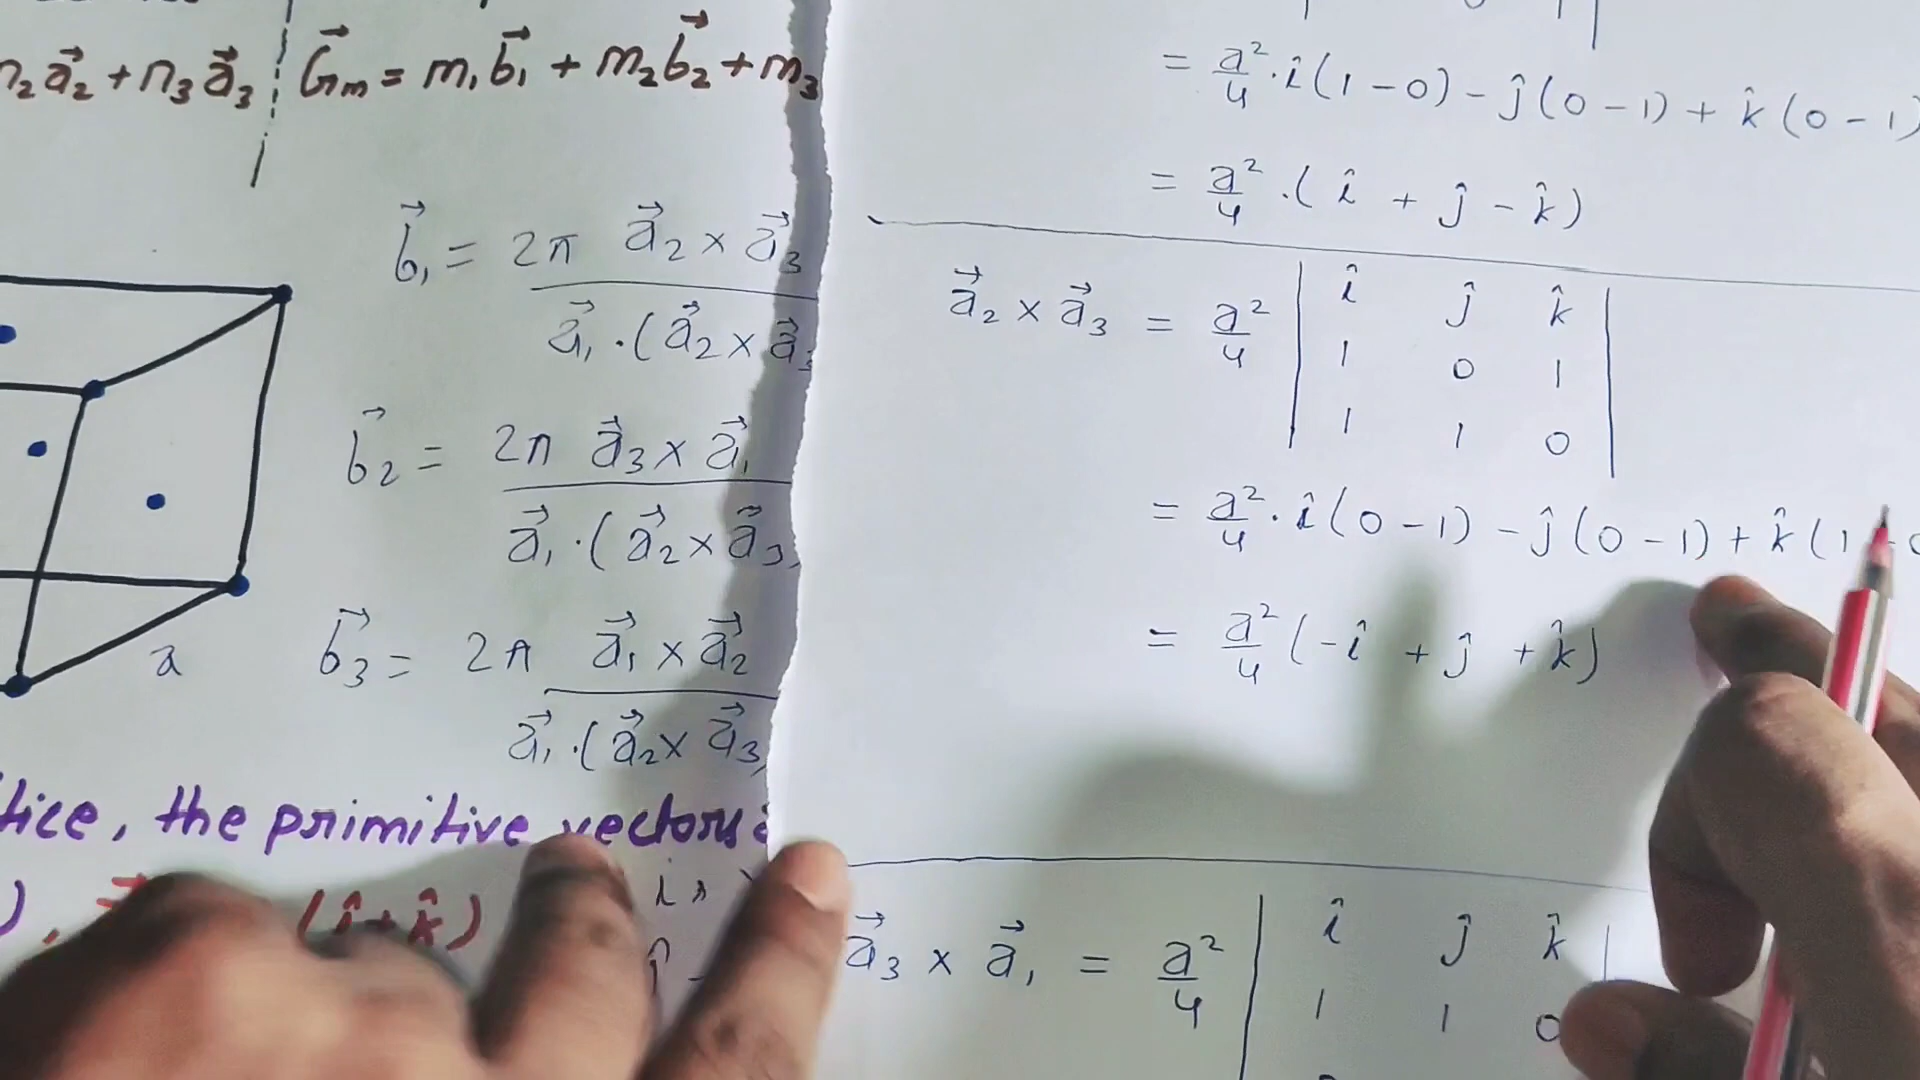 n₂a⃗₂ + n₃a⃗₃ G⃗m = m₁b⃗₁ + m₂b⃗₂ + m₃
b⃗₁ = 2π a⃗₂ × a⃗₃
a⃗₁ · (a⃗₂ × a⃗₃
b⃗₂ = 2π a⃗₃ × a⃗₁
a⃗₁ · (a⃗₂ × a⃗₃
b⃗₃ = 2π a⃗₁ × a⃗₂
a⃗₁ · (a⃗₂ × a⃗₃
a
the primitive vectors
(î + k̂)
= a²/4 · î(1 − 0) − ĵ(0 − 1) + k̂(0 − 1)
= a²/4 · (î + ĵ − k̂)
a⃗₂ × a⃗₃ = a²/4 | î ĵ k̂ |
1 0 1
1 1 0
= a²/4 · î(0 − 1) − ĵ(0 − 1) + k̂(1 − 0
= a²/4 (−î + ĵ + k̂)
a⃗₃ × a⃗₁ = a²/4 | î ĵ k̂ |
1 1 0